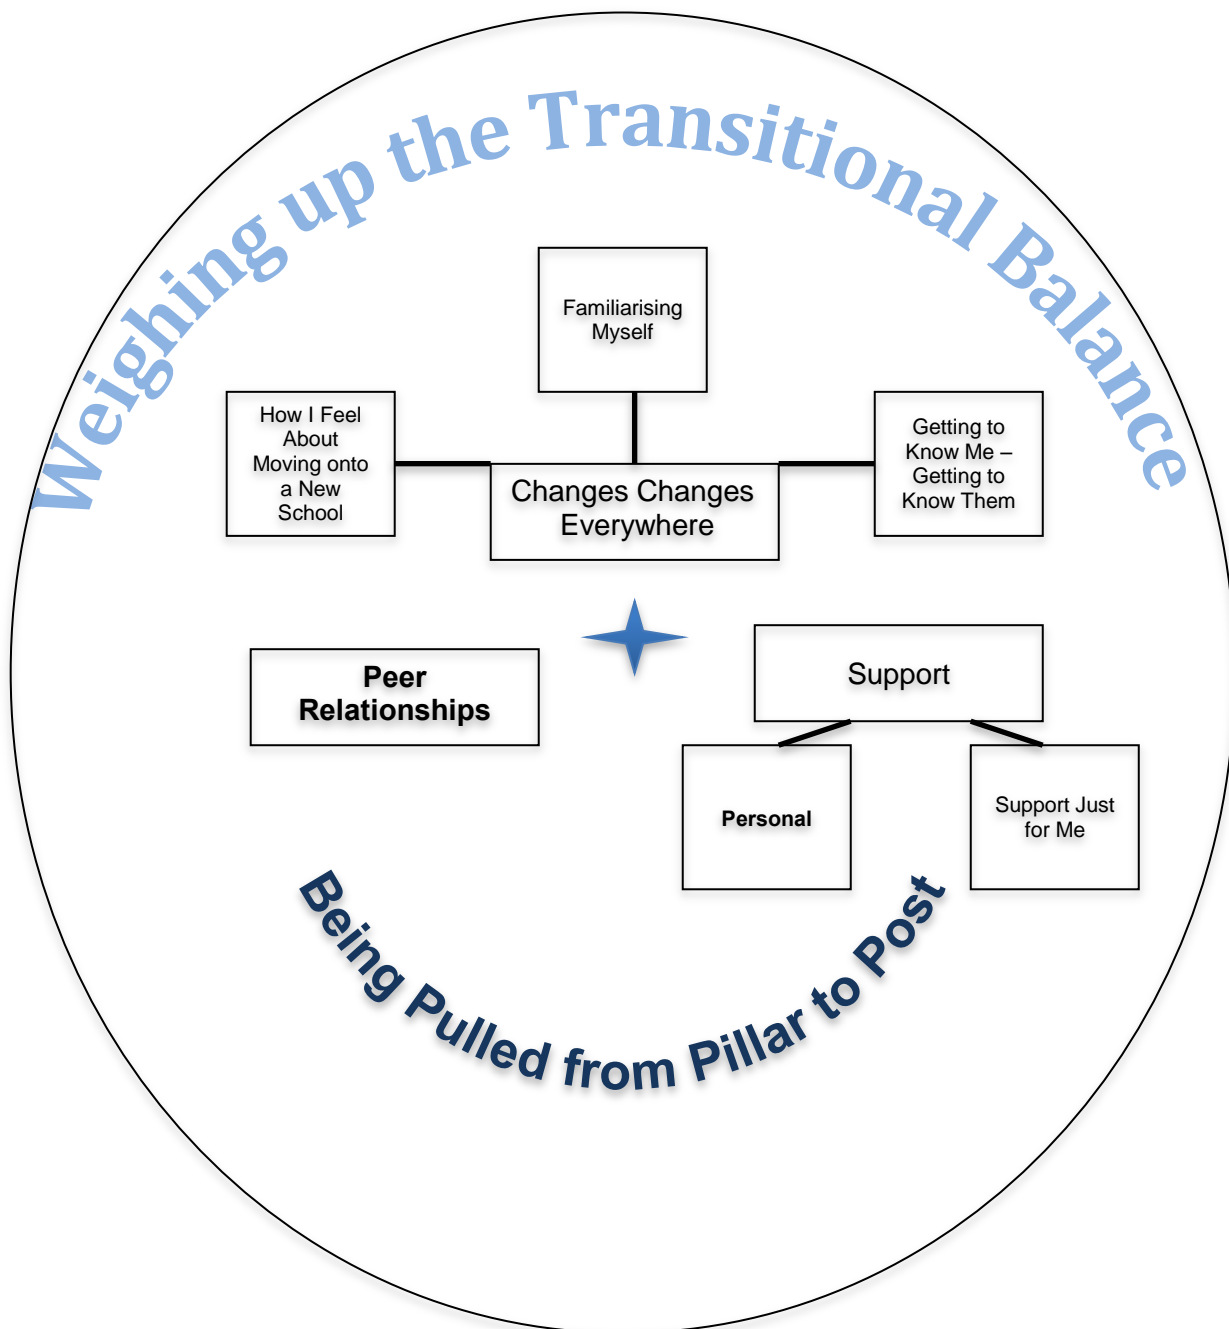 Weighing up the Transitional Balance
Familiarising
Myself
How I Feel
About
Moving onto
a New
School
Getting to
Know Me –
Getting to
Know Them
Changes Changes
Everywhere
Peer
Relationships
Support
Personal
Support Just
for Me
Being Pulled from Pillar to Post